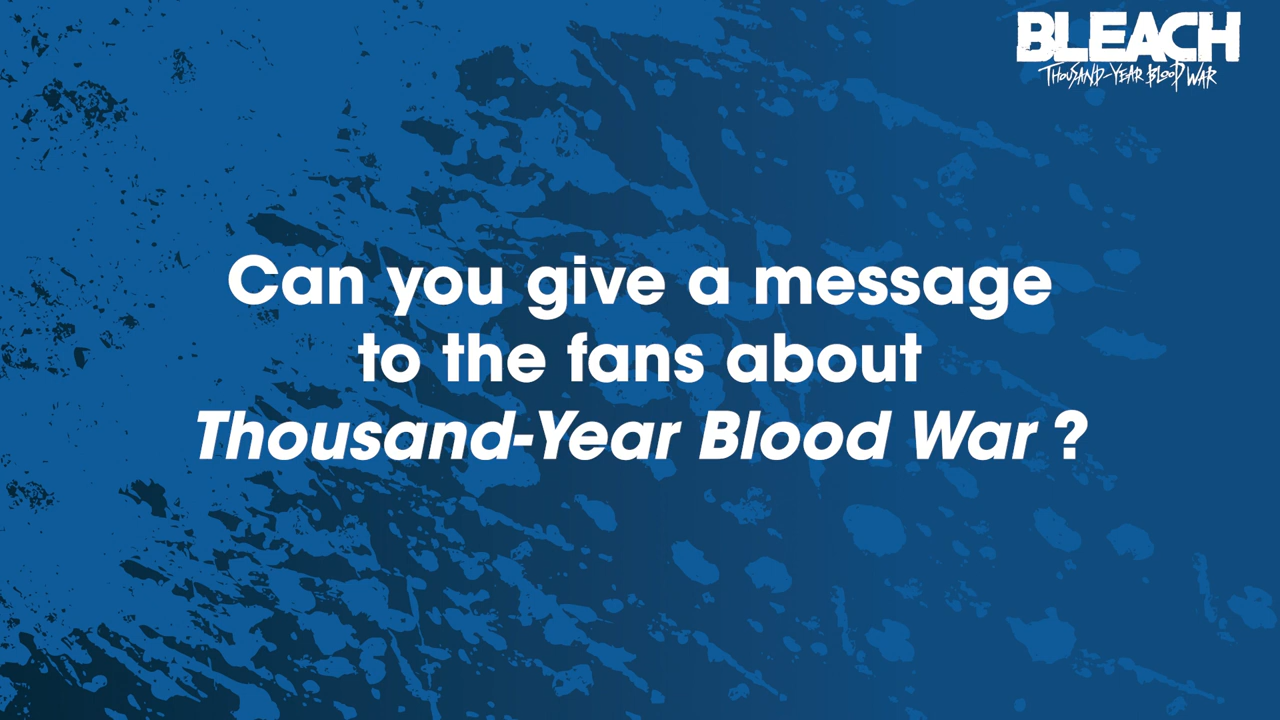 BLEACH
THOUSAND-YEAR BLOOD WAR
Can you give a message
to the fans about
Thousand-Year Blood War ?